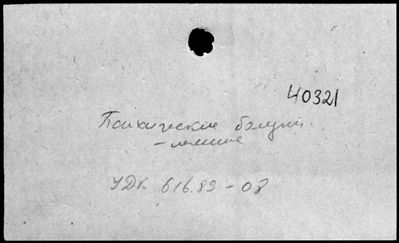 40321
Психические болезни
- лечение
УДК 616.89-08